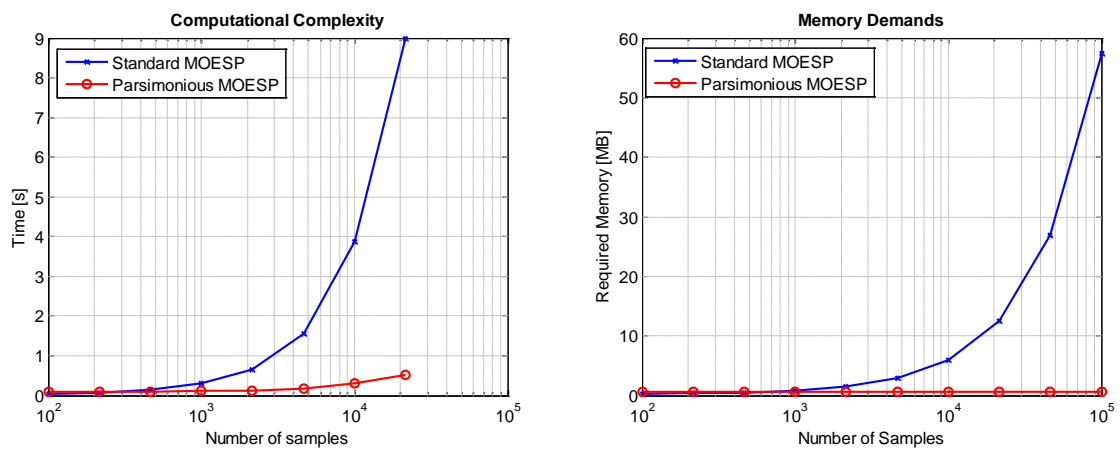 Computational Complexity
9
8
7
6
5
4
3
2
1
0
Time [s]
Standard MOESP
Parsimonious MOESP
10^2
10^3
10^4
10^5
Number of samples
Memory Demands
60
50
40
30
20
10
0
Required Memory [MB]
Standard MOESP
Parsimonious MOESP
10^2
10^3
10^4
10^5
Number of Samples